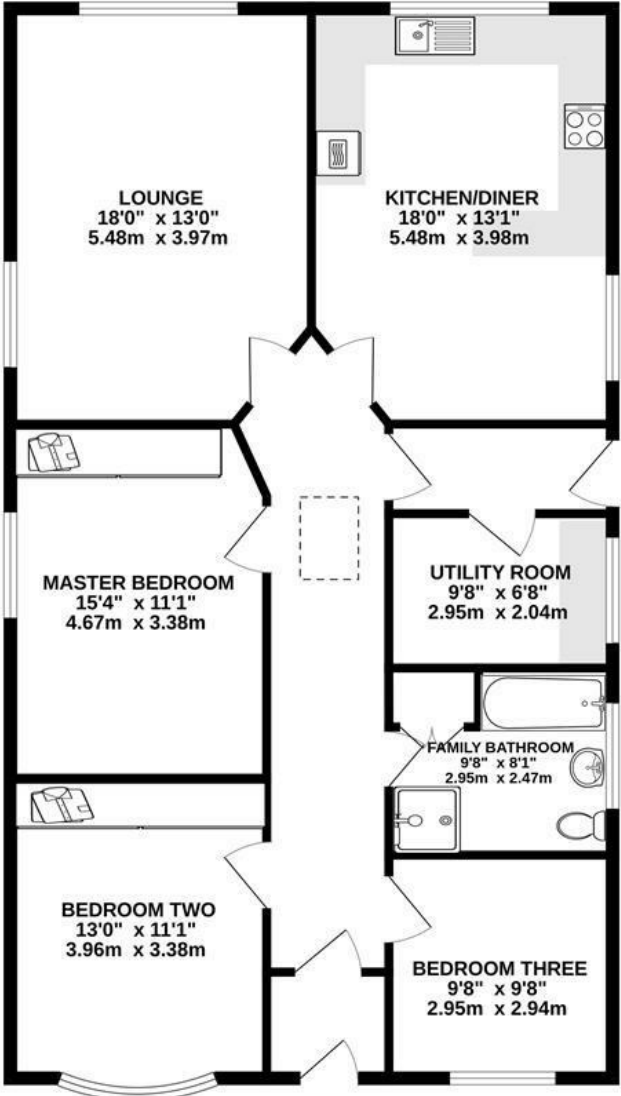 LOUNGE
18'0" x 13'0"
5.48m x 3.97m
KITCHEN/DINER
18'0" x 13'1"
5.48m x 3.98m
MASTER BEDROOM
15'4" x 11'1"
4.67m x 3.38m
UTILITY ROOM
9'8" x 6'8"
2.95m x 2.04m
FAMILY BATHROOM
9'8" x 8'1"
2.95m x 2.47m
BEDROOM TWO
13'0" x 11'1"
3.96m x 3.38m
BEDROOM THREE
9'8" x 9'8"
2.95m x 2.94m